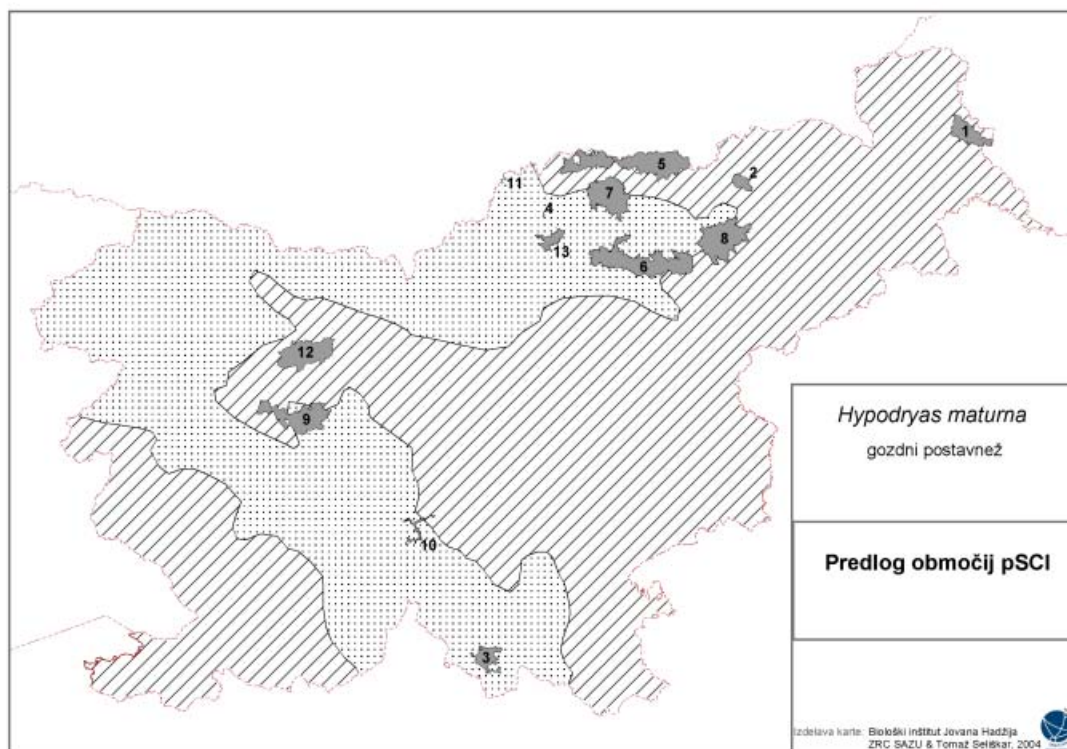 1
5
2
11
7
4
8
13
6
12
9
10
3
Hypodryas maturna
gozdni postavnež
Predlog območij pSCI
Izdelava karte: Biološki inštitut Jovana Hadžija
ZRC SAZU & Tomaž Seliškar, 2004